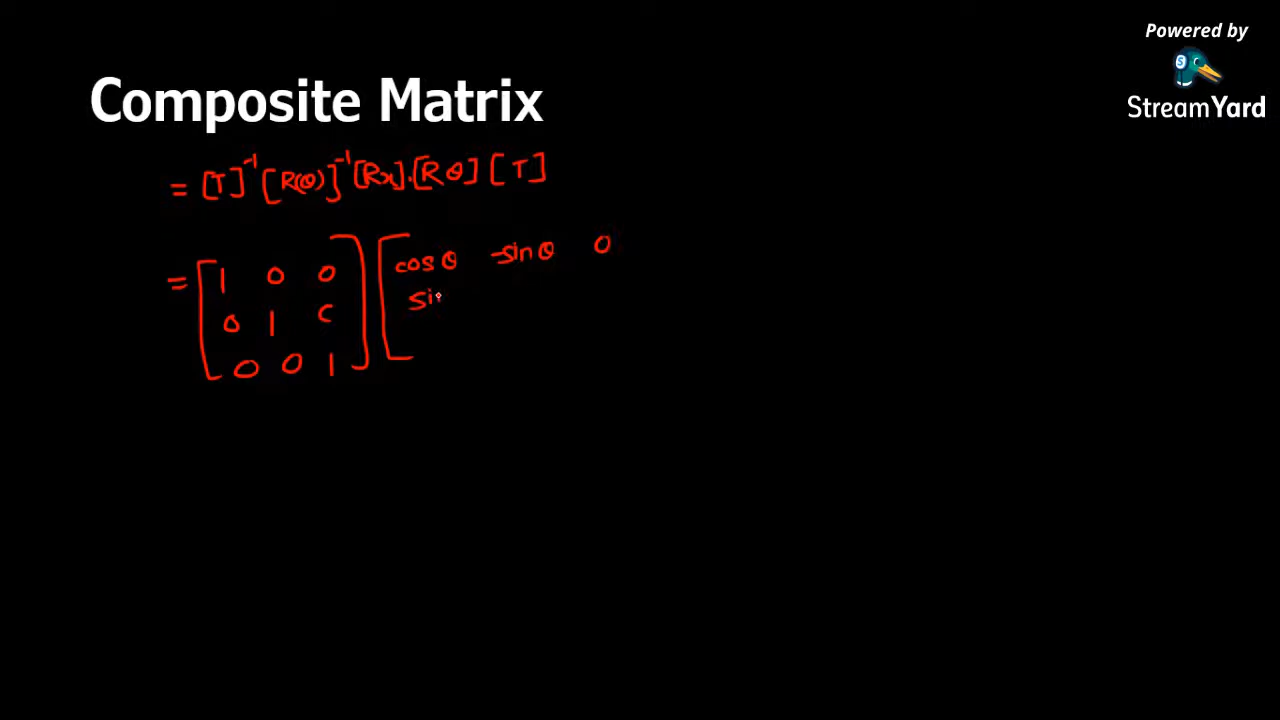 Powered by
StreamYard
Composite Matrix
= [T]⁻¹ [R(θ)]⁻¹ [Rx].[Rθ] [T]
= [1 0 0] [cosθ -sinθ 0
0 1 c sin
0 0 1